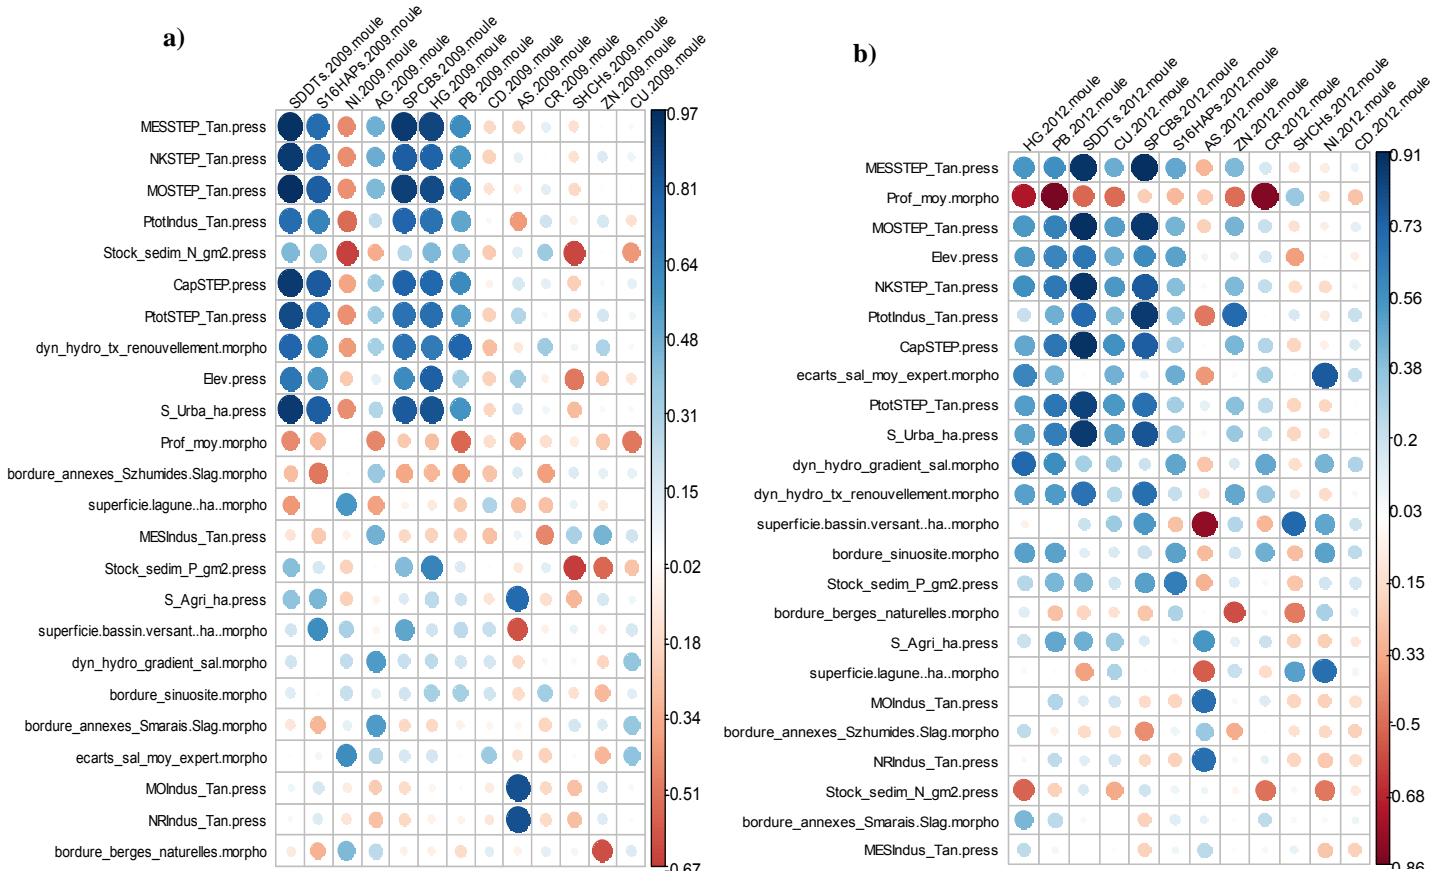 a)
SDDTs.2009.moule
S16HAPs.2009.moule
NI.2009.moule
AG.2009.moule
SPCBs.2009.moule
HG.2009.moule
PB.2009.moule
CD.2009.moule
AS.2009.moule
CR.2009.moule
SHCHs.2009.moule
ZN.2009.moule
CU.2009.moule
MESSTEP_Tan.press
NKSTEP_Tan.press
MOSTEP_Tan.press
PtotIndus_Tan.press
Stock_sedim_N_gm2.press
CapSTEP.press
PtotSTEP_Tan.press
dyn_hydro_tx_renouvellement.morpho
Elev.press
S_Urba_ha.press
Prof_moy.morpho
bordure_annexes_Szhumides.Slag.morpho
superficie.lagune..ha..morpho
MESIndus_Tan.press
Stock_sedim_P_gm2.press
S_Agri_ha.press
superficie.bassin.versant..ha..morpho
dyn_hydro_gradient_sal.morpho
bordure_sinuosite.morpho
bordure_annexes_Smarais.Slag.morpho
ecarts_sal_moy_expert.morpho
MOIndus_Tan.press
NRIndus_Tan.press
bordure_berges_naturelles.morpho
0.97
0.81
0.64
0.48
0.31
0.15
-0.02
-0.18
-0.34
-0.51
-0.67
b)
HG.2012.moule
PB.2012.moule
SDDTs.2012.moule
CU.2012.moule
SPCBs.2012.moule
S16HAPs.2012.moule
AS.2012.moule
ZN.2012.moule
CR.2012.moule
SHCHs.2012.moule
NI.2012.moule
CD.2012.moule
MESSTEP_Tan.press
Prof_moy.morpho
MOSTEP_Tan.press
Elev.press
NKSTEP_Tan.press
PtotIndus_Tan.press
CapSTEP.press
ecarts_sal_moy_expert.morpho
PtotSTEP_Tan.press
S_Urba_ha.press
dyn_hydro_gradient_sal.morpho
dyn_hydro_tx_renouvellement.morpho
superficie.bassin.versant..ha..morpho
bordure_sinuosite.morpho
Stock_sedim_P_gm2.press
bordure_berges_naturelles.morpho
S_Agri_ha.press
superficie.lagune..ha..morpho
MOIndus_Tan.press
bordure_annexes_Szhumides.Slag.morpho
NRIndus_Tan.press
Stock_sedim_N_gm2.press
bordure_annexes_Smarais.Slag.morpho
MESIndus_Tan.press
0.91
0.73
0.56
0.38
0.2
0.03
-0.15
-0.33
-0.5
-0.68
-0.86